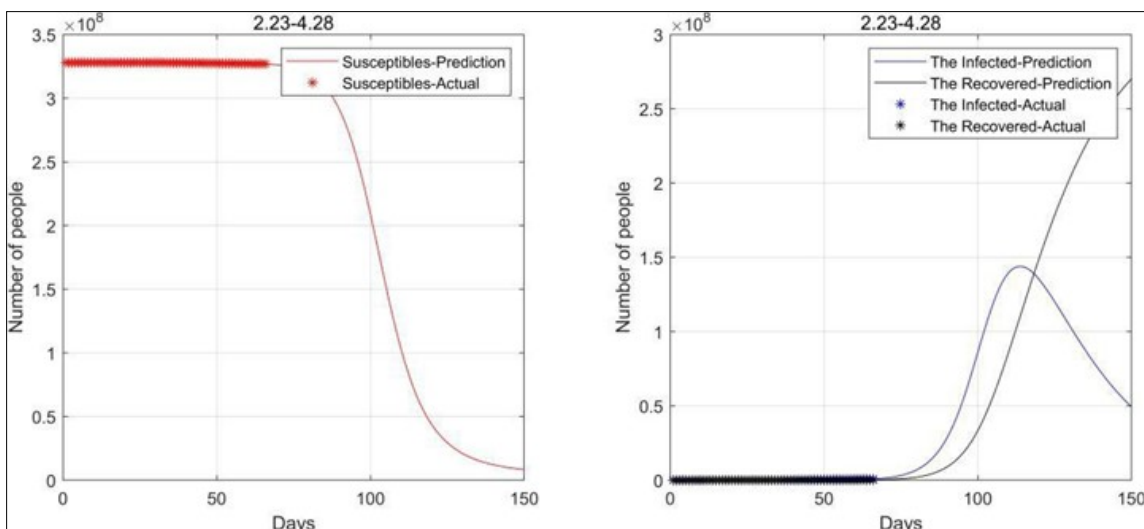 ×10^8
2.23-4.28
3.5
3
2.5
2
1.5
1
0.5
0
Number of people
Susceptibles-Prediction
Susceptibles-Actual
0
50
100
150
Days
×10^8
2.23-4.28
3
2.5
2
1.5
1
0.5
0
Number of people
The Infected-Prediction
The Recovered-Prediction
The Infected-Actual
The Recovered-Actual
0
50
100
150
Days